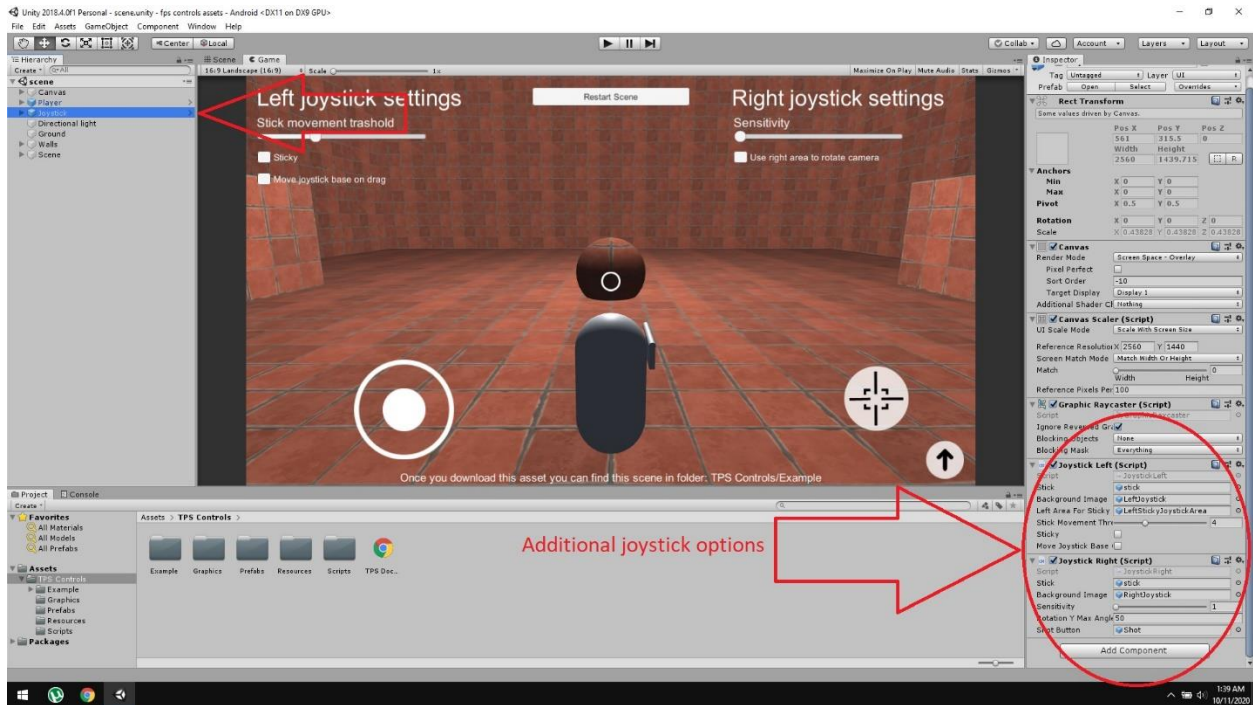 Unity 2018.4.0f1 Personal - scene.unity - fps controls assets - Android <DX11 on DX9 GPU>
File Edit Assets GameObject Component Window Help
Center Local
Collab Account Layers Layout
Hierarchy
Create All
scene
Canvas
Player
Joystick
Directional light
Ground
Walls
Scene
Scene Game
16:9 Landscape (16:9) Scale 1x Maximize On Play Mute Audio Stats Gizmos
Left joystick settings
Stick movement trashold
Sticky
Move joystick base on drag
Restart Scene
Right joystick settings
Sensitivity
Use right area to rotate camera
Once you download this asset you can find this scene in folder: TPS Controls/Example
Inspector
Tag Untagged Layer UI
Prefab Open Select Overrides
Rect Transform
Some values driven by Canvas.
Pos X Pos Y Pos Z
561 315.5 0
Width Height
2560 1439.715 R
Anchors
Min X 0 Y 0
Max X 0 Y 0
Pivot X 0.5 Y 0.5
Rotation X 0 Y 0 Z 0
Scale X 0.43828 Y 0.43828 Z 0.43828
Canvas
Render Mode Screen Space - Overlay
Pixel Perfect
Sort Order -10
Target Display Display 1
Additional Shader Cl Nothing
Canvas Scaler (Script)
UI Scale Mode Scale With Screen Size
Reference Resolution X 2560 Y 1440
Screen Match Mode Match Width Or Height
Match 0
Width Height
Reference Pixels Per 100
Graphic Raycaster (Script)
Script
Ignore Reversed Gra
Blocking Objects None
Blocking Mask Everything
Joystick Left (Script)
Script JoystickLeft
Stick stick
Background Image LeftJoystick
Left Area For Sticky LeftStickyJoystickArea
Stick Movement Thre 4
Sticky
Move Joystick Base
Joystick Right (Script)
Script JoystickRight
Stick stick
Background Image RightJoystick
Sensitivity 1
Rotation Y Max Angle 50
Shot Button Shot
Add Component
Project Console
Create
Favorites
All Materials
All Models
All Prefabs
Assets
TPS Controls
Example
Graphics
Prefabs
Resources
Scripts
Packages
Assets > TPS Controls >
Example Graphics Prefabs Resources Scripts TPS Doc..
Additional joystick options
1:39 AM
10/11/2020